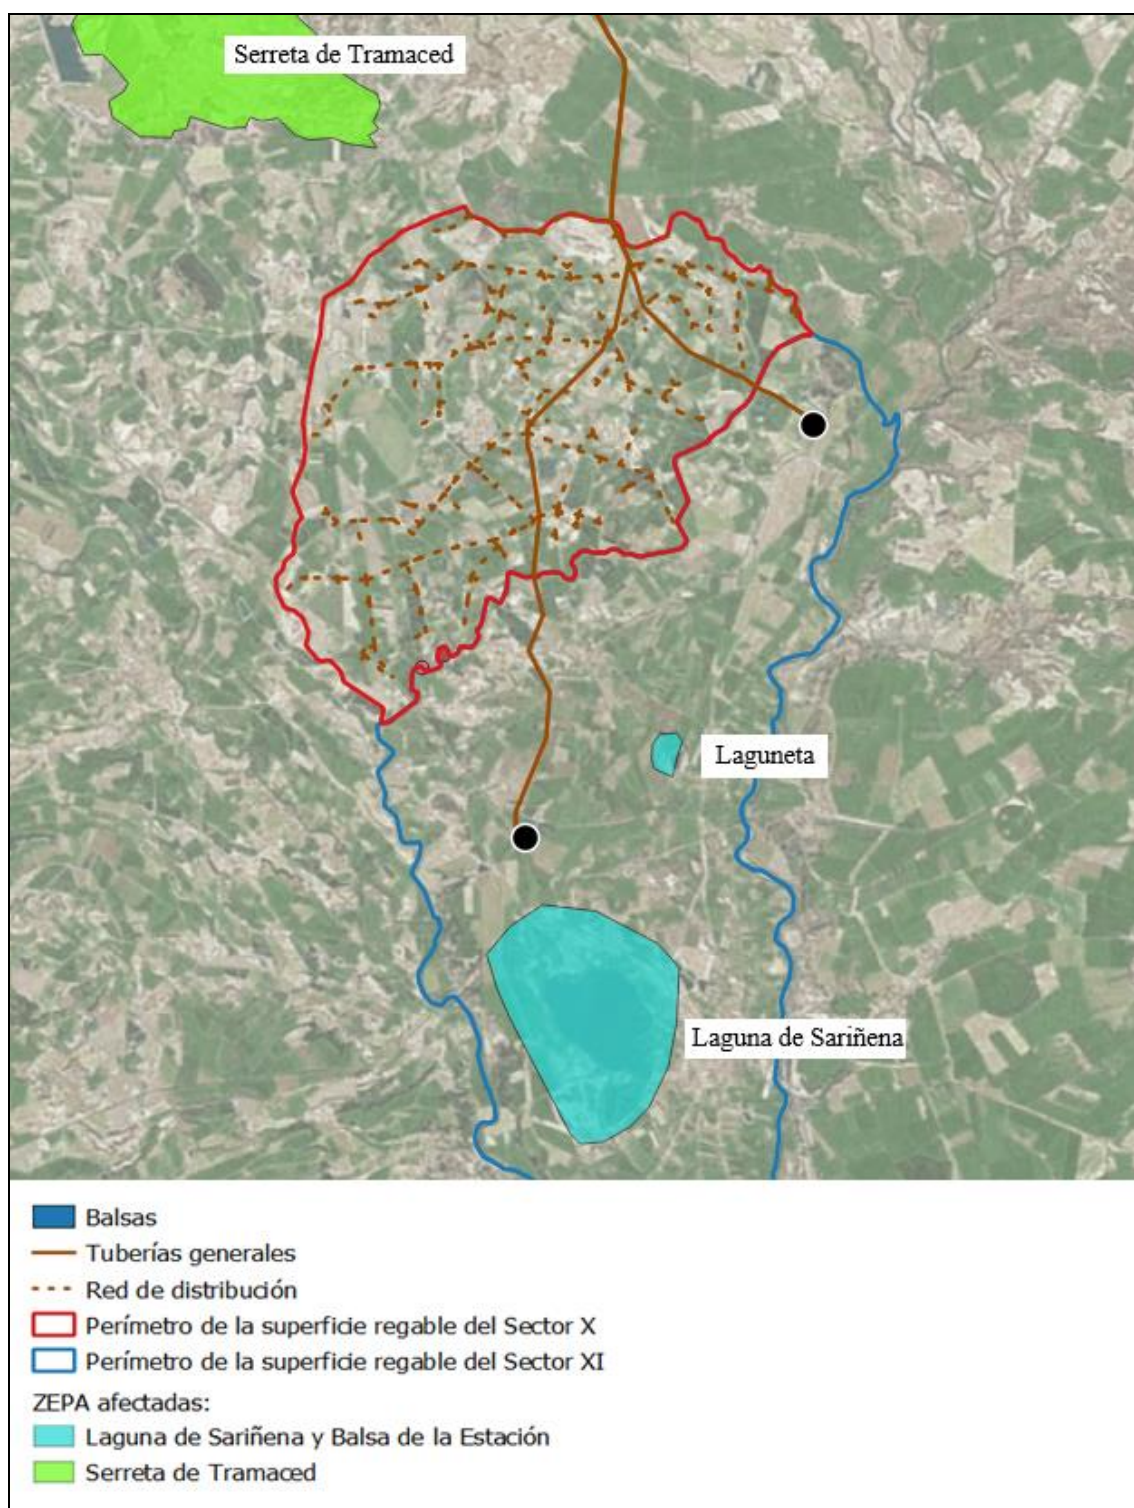 Serreta de Tramaced
Laguneta
Laguna de Sariñena
Balsas
Tuberías generales
Red de distribución
Perímetro de la superficie regable del Sector X
Perímetro de la superficie regable del Sector XI
ZEPA afectadas:
Laguna de Sariñena y Balsa de la Estación
Serreta de Tramaced